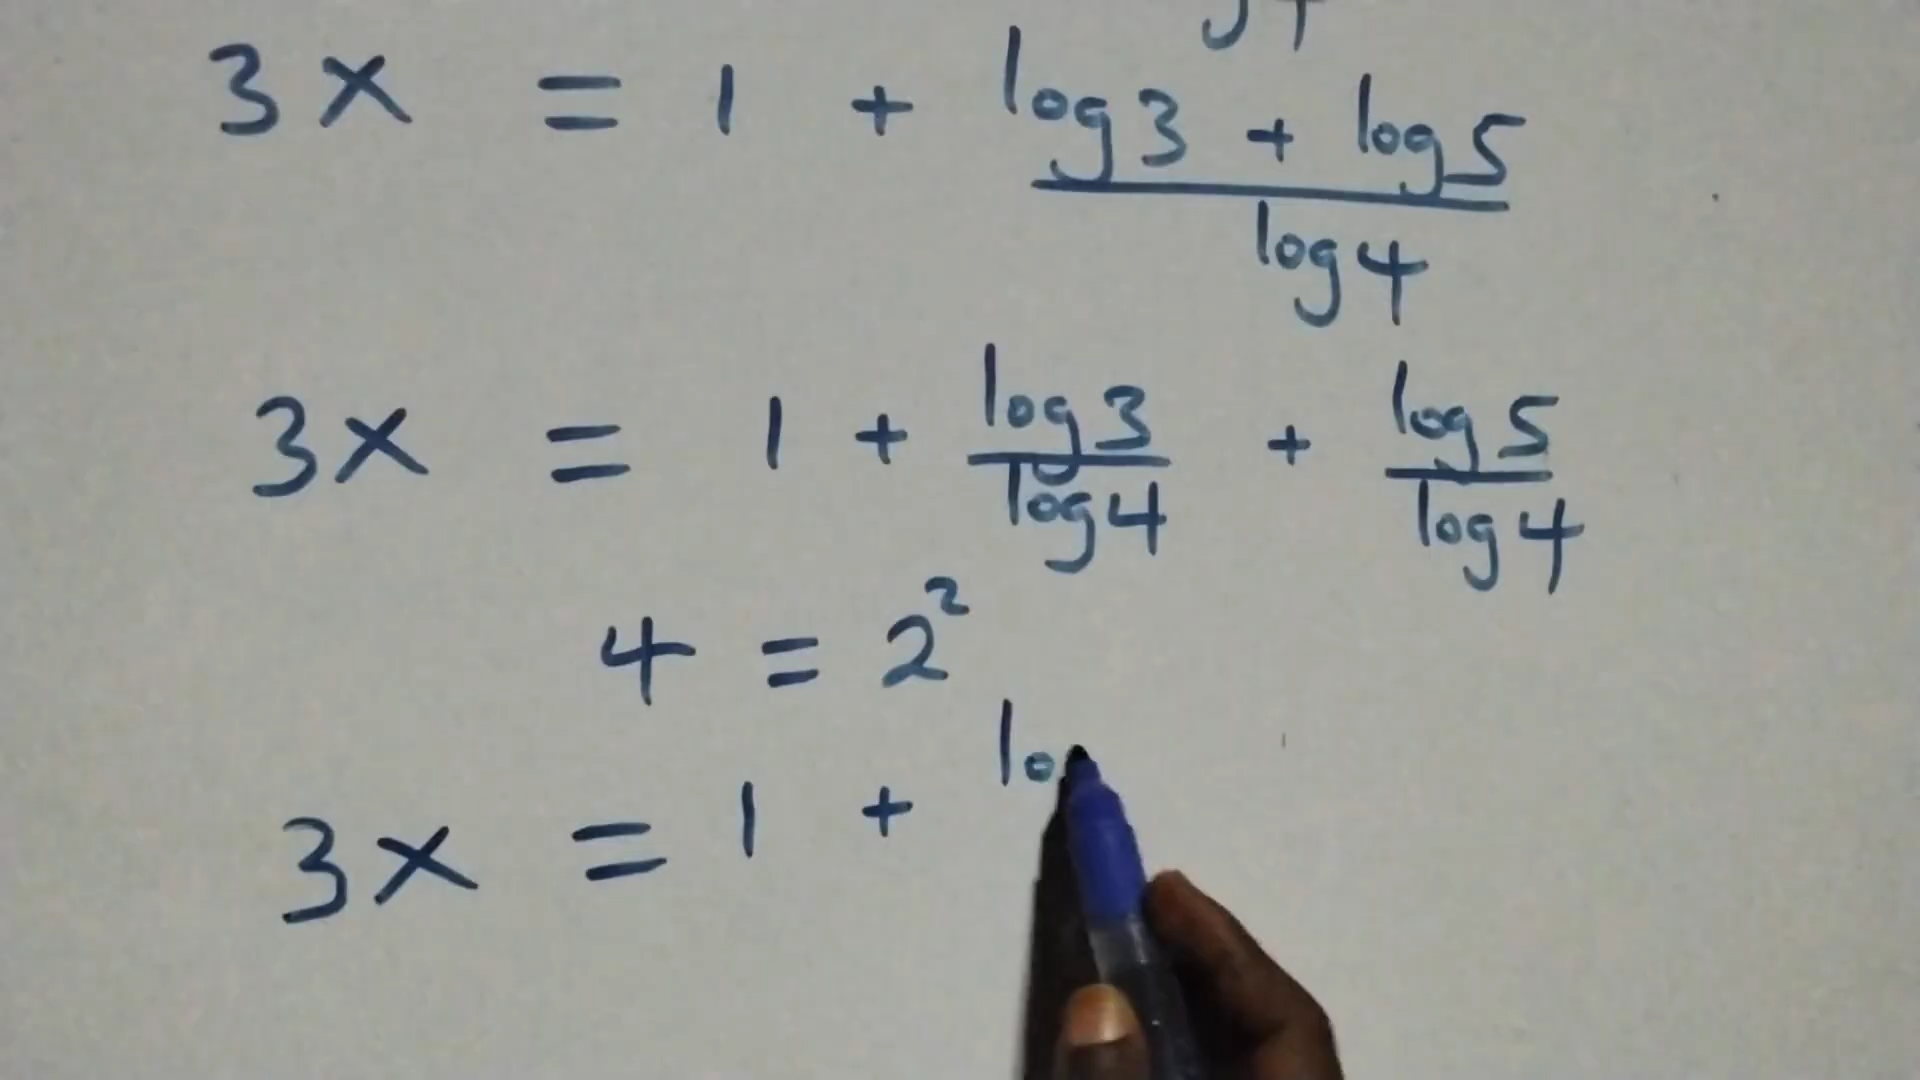 3x = 1 + log3 + log5
log4
3x = 1 + log3 + log5
log4 log4
4 = 2²
3x = 1 + lo